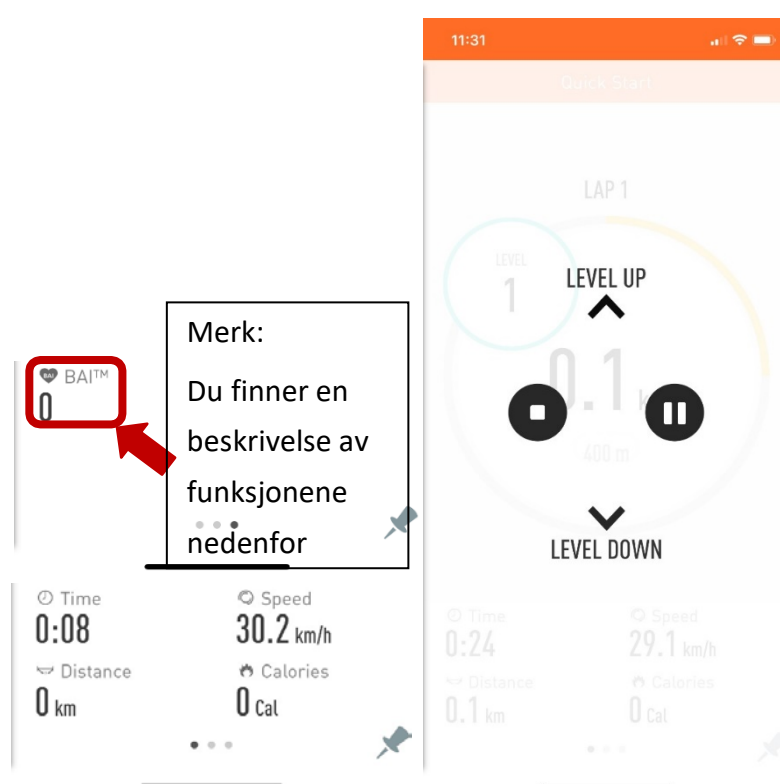 BAI BAI™
0
Merk:
Du finner en
beskrivelse av
funksjonene
nedenfor
Time
0:08
Speed
30.2 km/h
Distance
0 km
Calories
0 Cal
11:31
Quick Start
LAP 1
LEVEL
1
LEVEL UP
0.1 k
400 m
LEVEL DOWN
Time
0:24
Speed
29.1 km/h
Distance
0.1 km
Calories
0 Cal